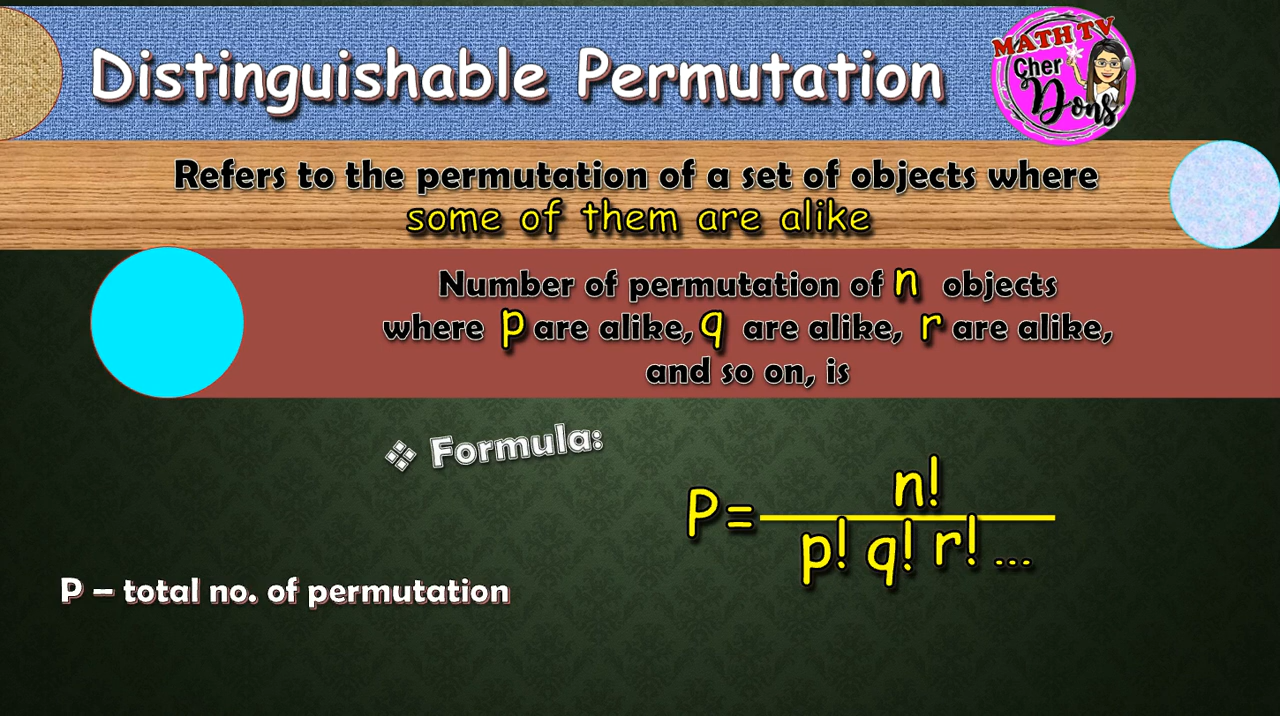 Distinguishable Permutation
MATH TV
Cher
Dons
Refers to the permutation of a set of objects where
some of them are alike
Number of permutation of n objects
where p are alike, q are alike, r are alike,
and so on, is
❖ Formula:
n!
P=
p! q! r! ...
P – total no. of permutation